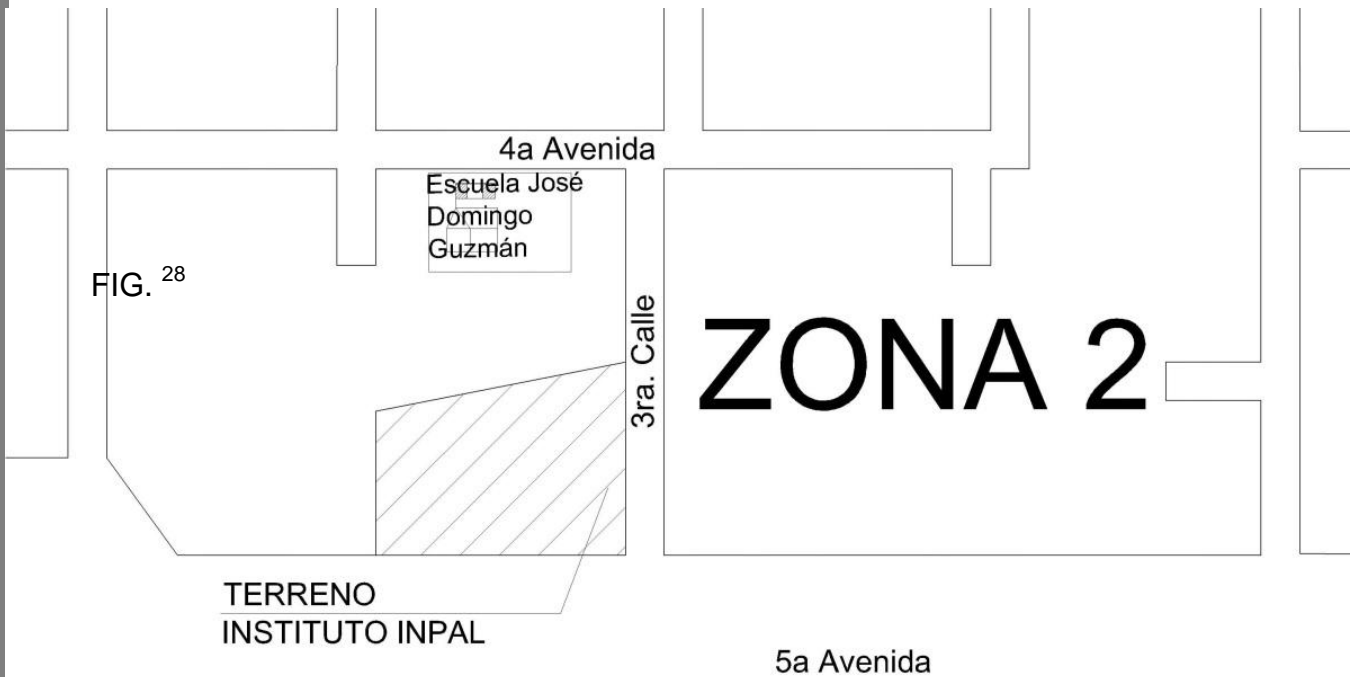 4a Avenida
Escuela José
Domingo
Guzmán
FIG. 28
3ra. Calle
ZONA 2
TERRENO
INSTITUTO INPAL
5a Avenida